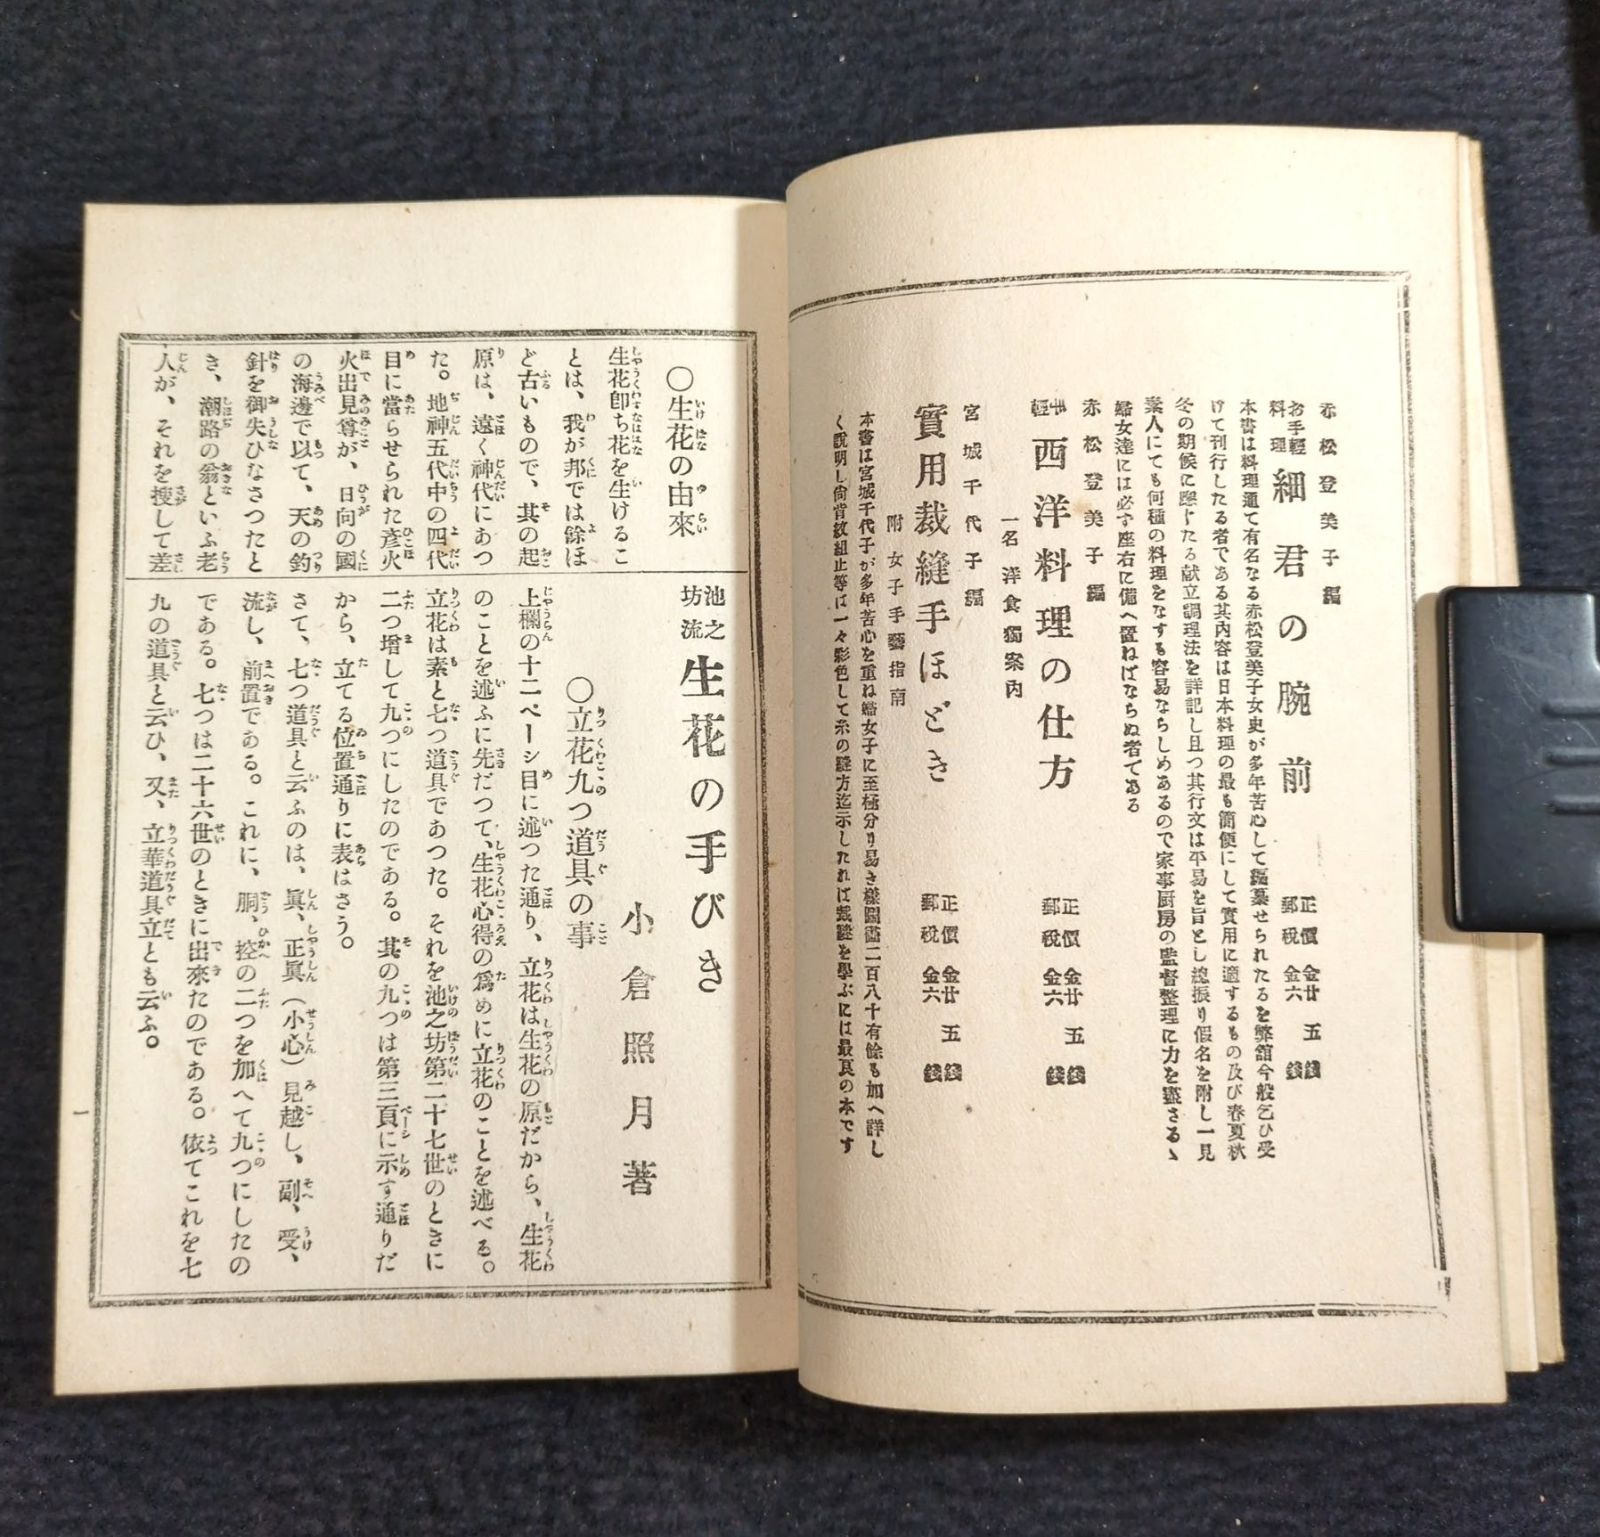 赤松登美子編
お手軽料理 細君の腕前
正價金廿五錢
郵税金六錢
本書は料理通て有名なる赤松登美子女史が多年苦心して編纂せられたるを弊舘今般乞ひ受
けて刊行したる者である其内容は日本料理の最も簡便にして實用に適するもの及び春夏秋
冬の期候に應じたる献立調理法を詳記し且つ其行文は平易を旨とし總振り假名を附し一見
素人にても何種の料理をなすも容易ならしめあるので家事厨房の監督整理に力を盡さるゝ
婦女達には必ず座右に備へ置ねばならぬ者である
赤松登美子編
手軽 西洋料理の仕方
一名洋食獨案内
正價金廿五錢
郵税金六錢
宮城千代子編
實用裁縫手ほどき
附女子手藝指南
正價金廿五錢
郵税金六錢
本書は宮城千代子が多年苦心を重ね婦女子に至極分り易き樣圖畵二百八十有餘も加へ詳し
く説明し尚背紋組止等は一々彩色して糸の縫方迄示したれば裁縫を學ぶには最良の本です
○生花の由來
生花卽ち花を生けるこ
とは、我が邦では餘ほ
ど古いもので、其の起
原は、遠く神代にあつ
た。地神五代中の四代
目に當らせられた彦火
火出見尊が、日向の國
の海邊で以て、天の釣
針を御失ひなさつたと
き、潮路の翁といふ老
人が、それを搜して差
池之坊流 生花の手びき
小倉照月著
○立花九つ道具の事
上欄の十二ページ目に述つた通り、立花は生花の原だから、生花
のことを述ふに先だつて、生花心得の爲めに立花のことを述べる。
立花は素と七つ道具であつた。それを池之坊第二十七世のときに
二つ增して九つにしたのである。其の九つは第三頁に示す通りだ
から、立てる位置通りに表はさう。
さて、七つ道具と云ふのは、眞、正眞（小心）見越し、副、受、
流し、前置である。これに、胴、控の二つを加へて九つにしたの
である。七つは二十六世のときに出來たのである。依てこれを七
九の道具と云ひ、又、立華道具立とも云ふ。
一